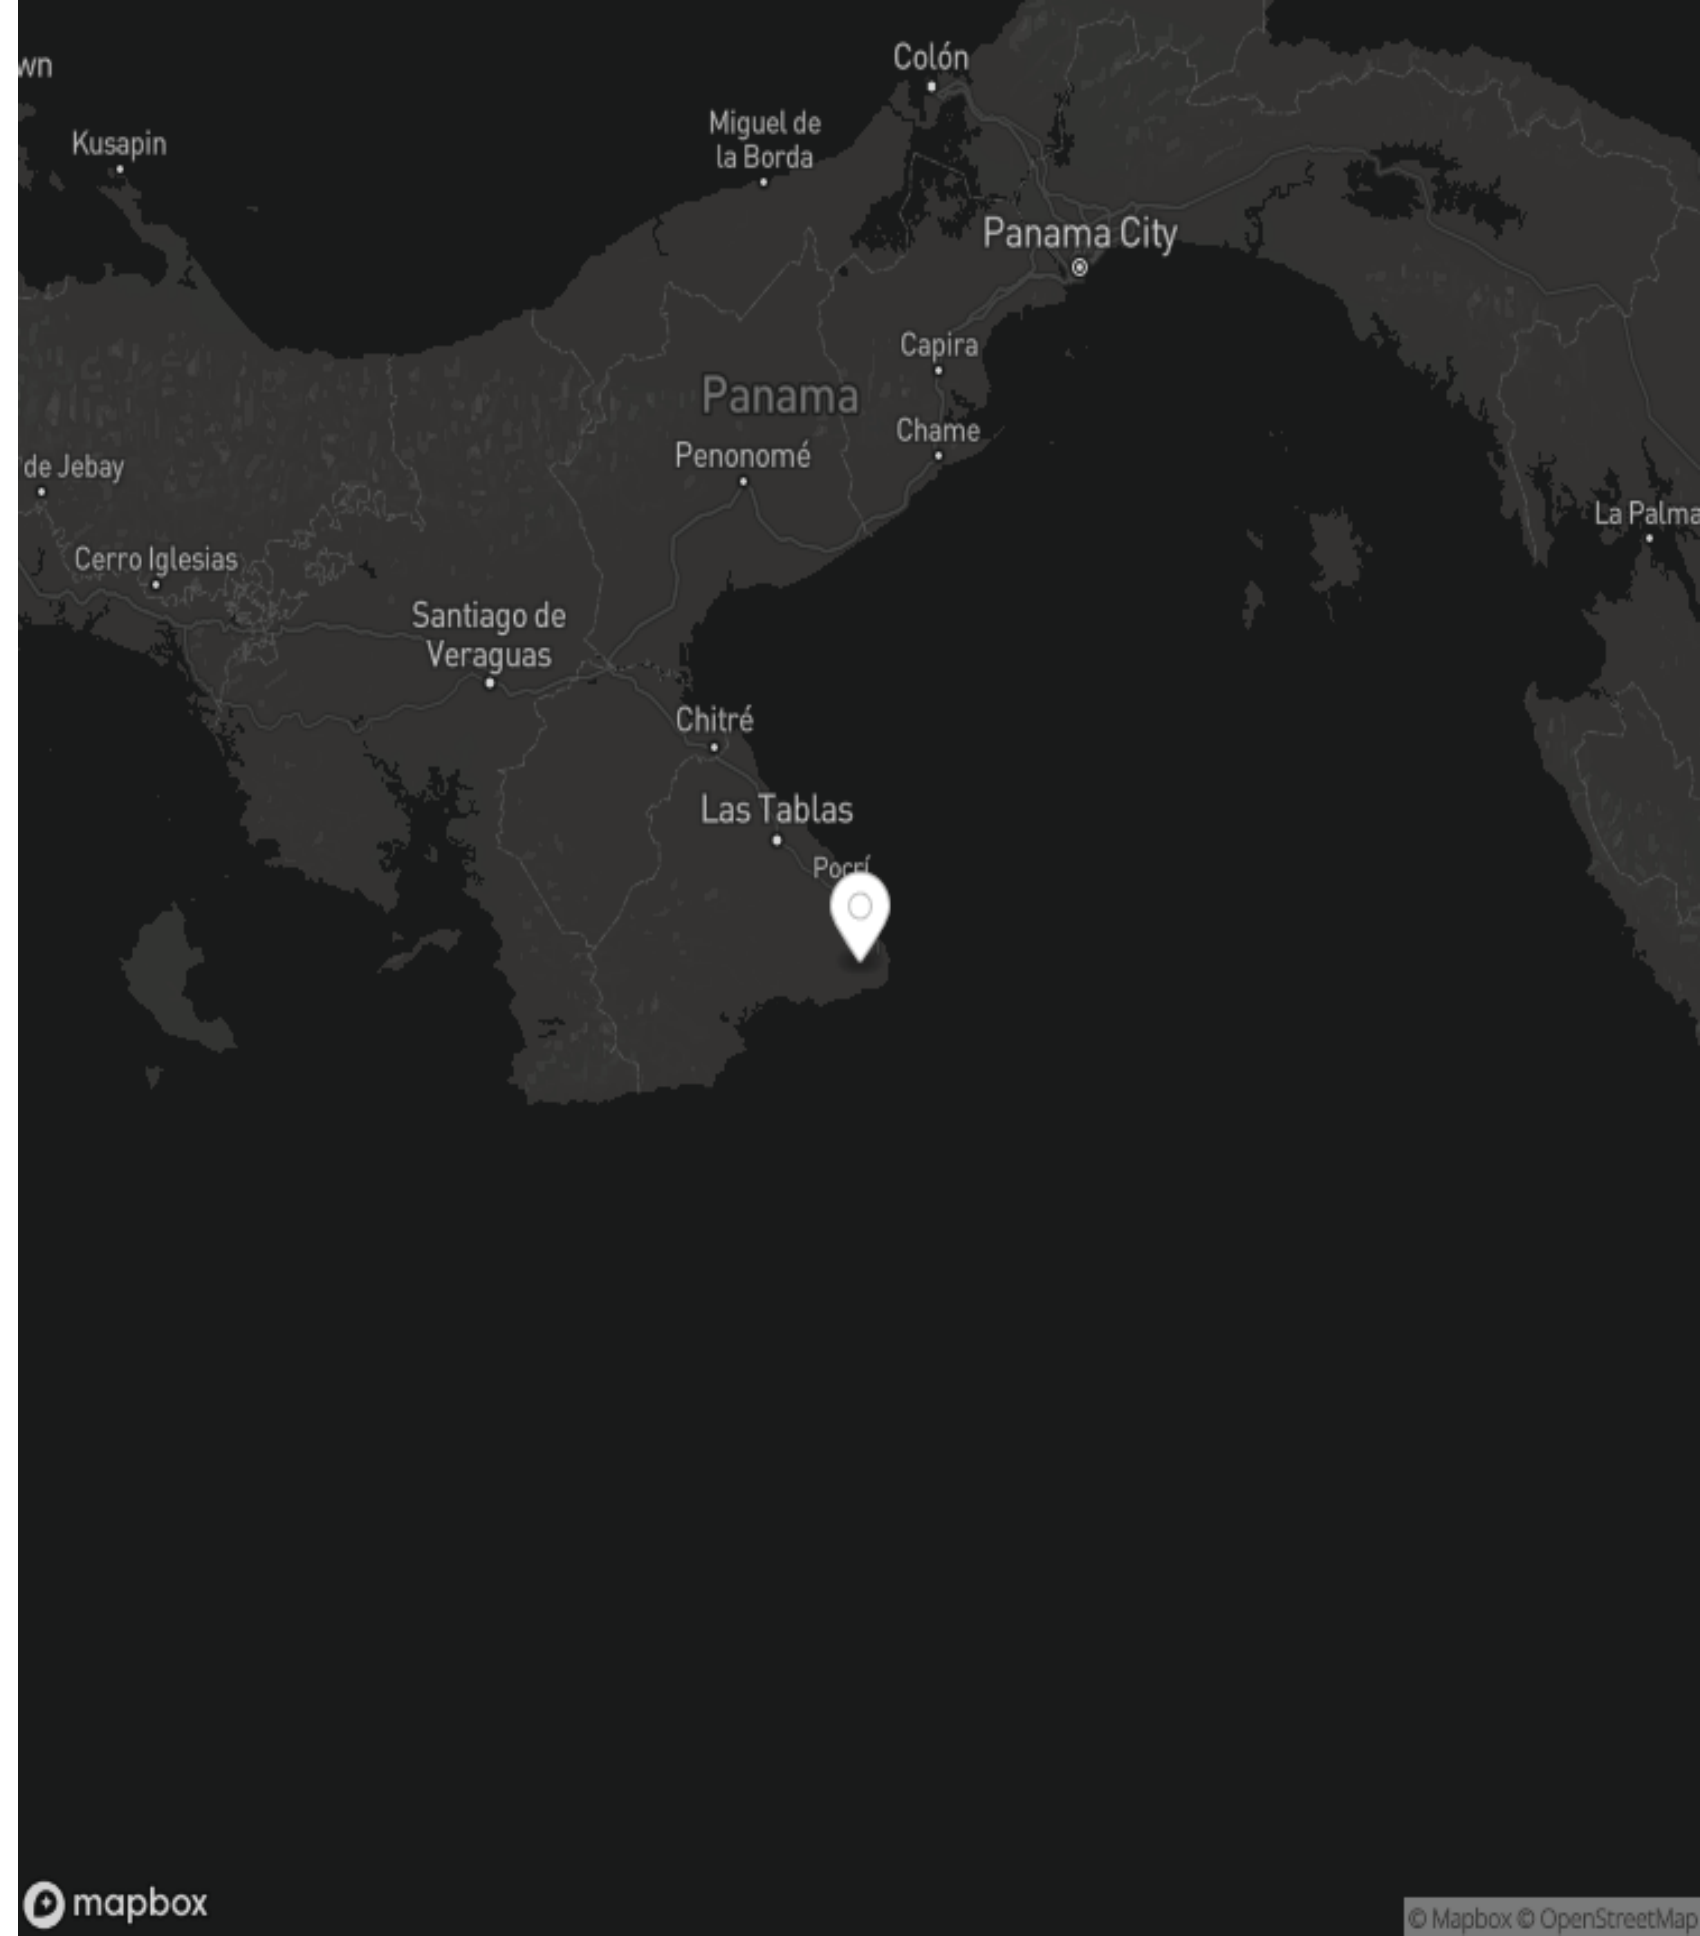 Colón
wn
Miguel de
la Borda
Kusapin
Panama City
Capira
Panama
Chame
Penonomé
de Jebay
La Palma
Cerro Iglesias
Santiago de
Veraguas
Chitré
Las Tablas
Pocrí
mapbox
© Mapbox © OpenStreetMap